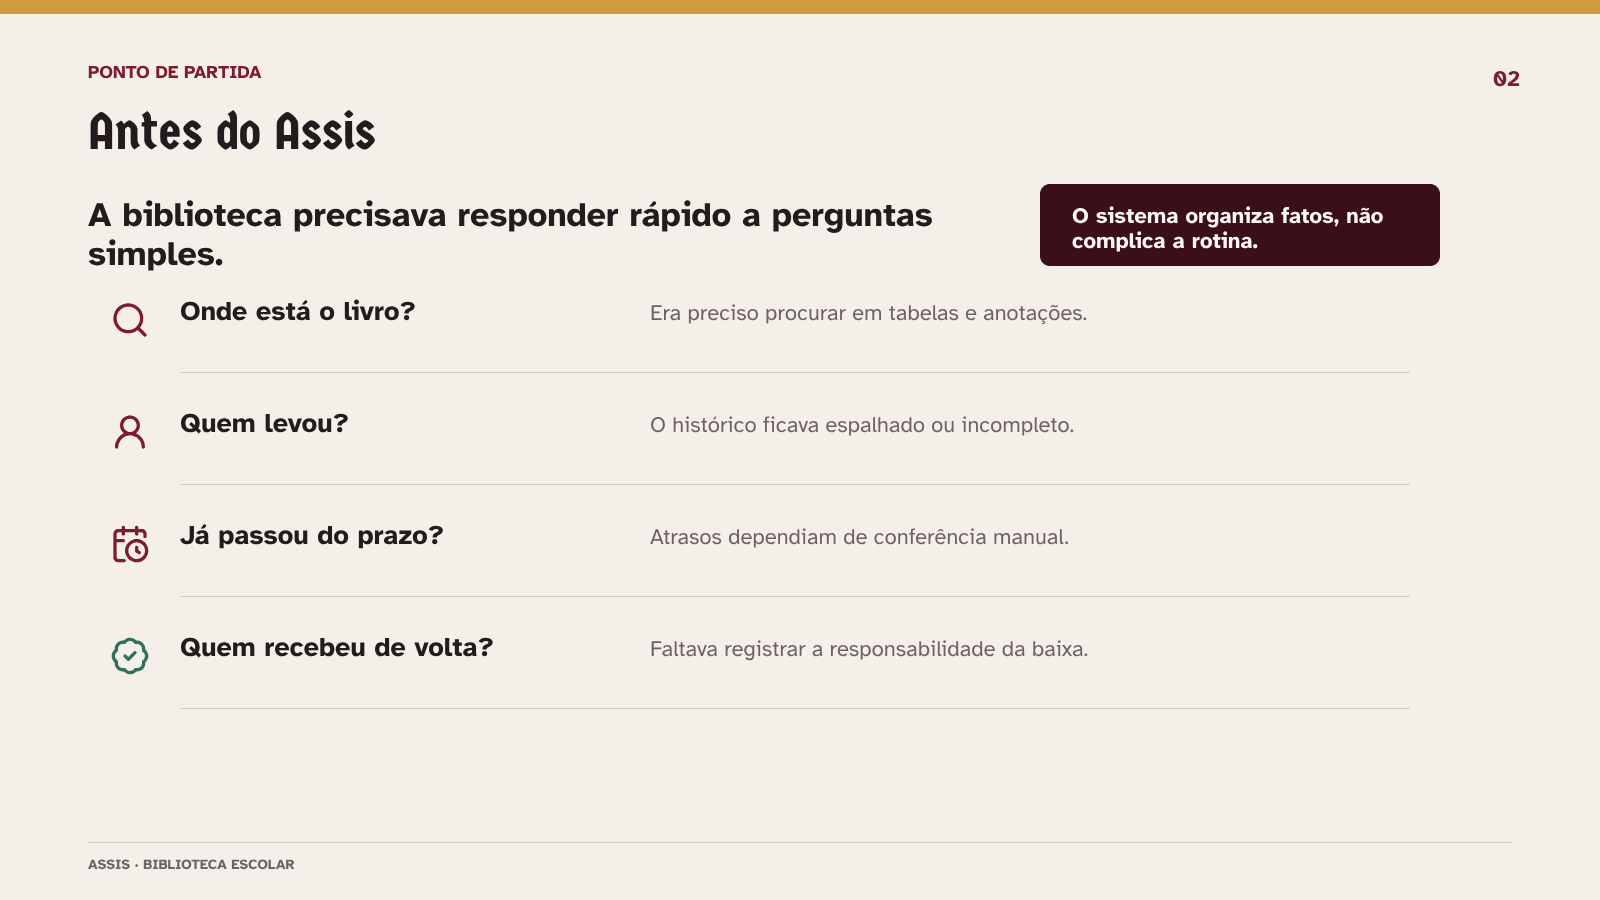 PONTO DE PARTIDA
02
Antes do Assis
A biblioteca precisava responder rápido a perguntas
simples.
O sistema organiza fatos, não
complica a rotina.
Onde está o livro?
Era preciso procurar em tabelas e anotações.
Quem levou?
O histórico ficava espalhado ou incompleto.
Já passou do prazo?
Atrasos dependiam de conferência manual.
Quem recebeu de volta?
Faltava registrar a responsabilidade da baixa.
ASSIS · BIBLIOTECA ESCOLAR